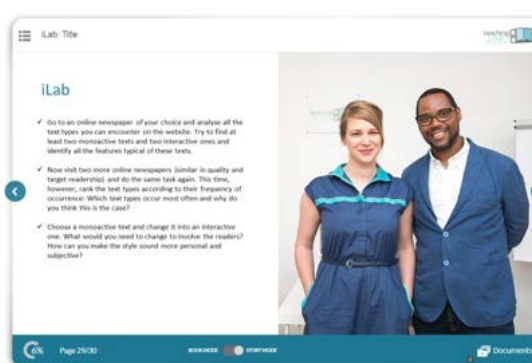 iLab: Title
teaching
iLab
✓ Go to an online newspaper of your choice and analyse all the
text types you can encounter on the website. Try to find at
least two monoactive texts and two interactive ones and
identify all the features typical of these texts.
✓ Now visit two more online newspapers (similar in quality and
target readership) and do the same task again. This time,
however, rank the text types according to their frequency of
occurrence: Which text types occur most often and why do
you think this is the case?
✓ Choose a monoactive text and change it into an interactive
one. What would you need to change to involve the readers?
How can you make the style sound more personal and
subjective?
6%
Page 29/30
BOOK MODE
STORY MODE
Documents